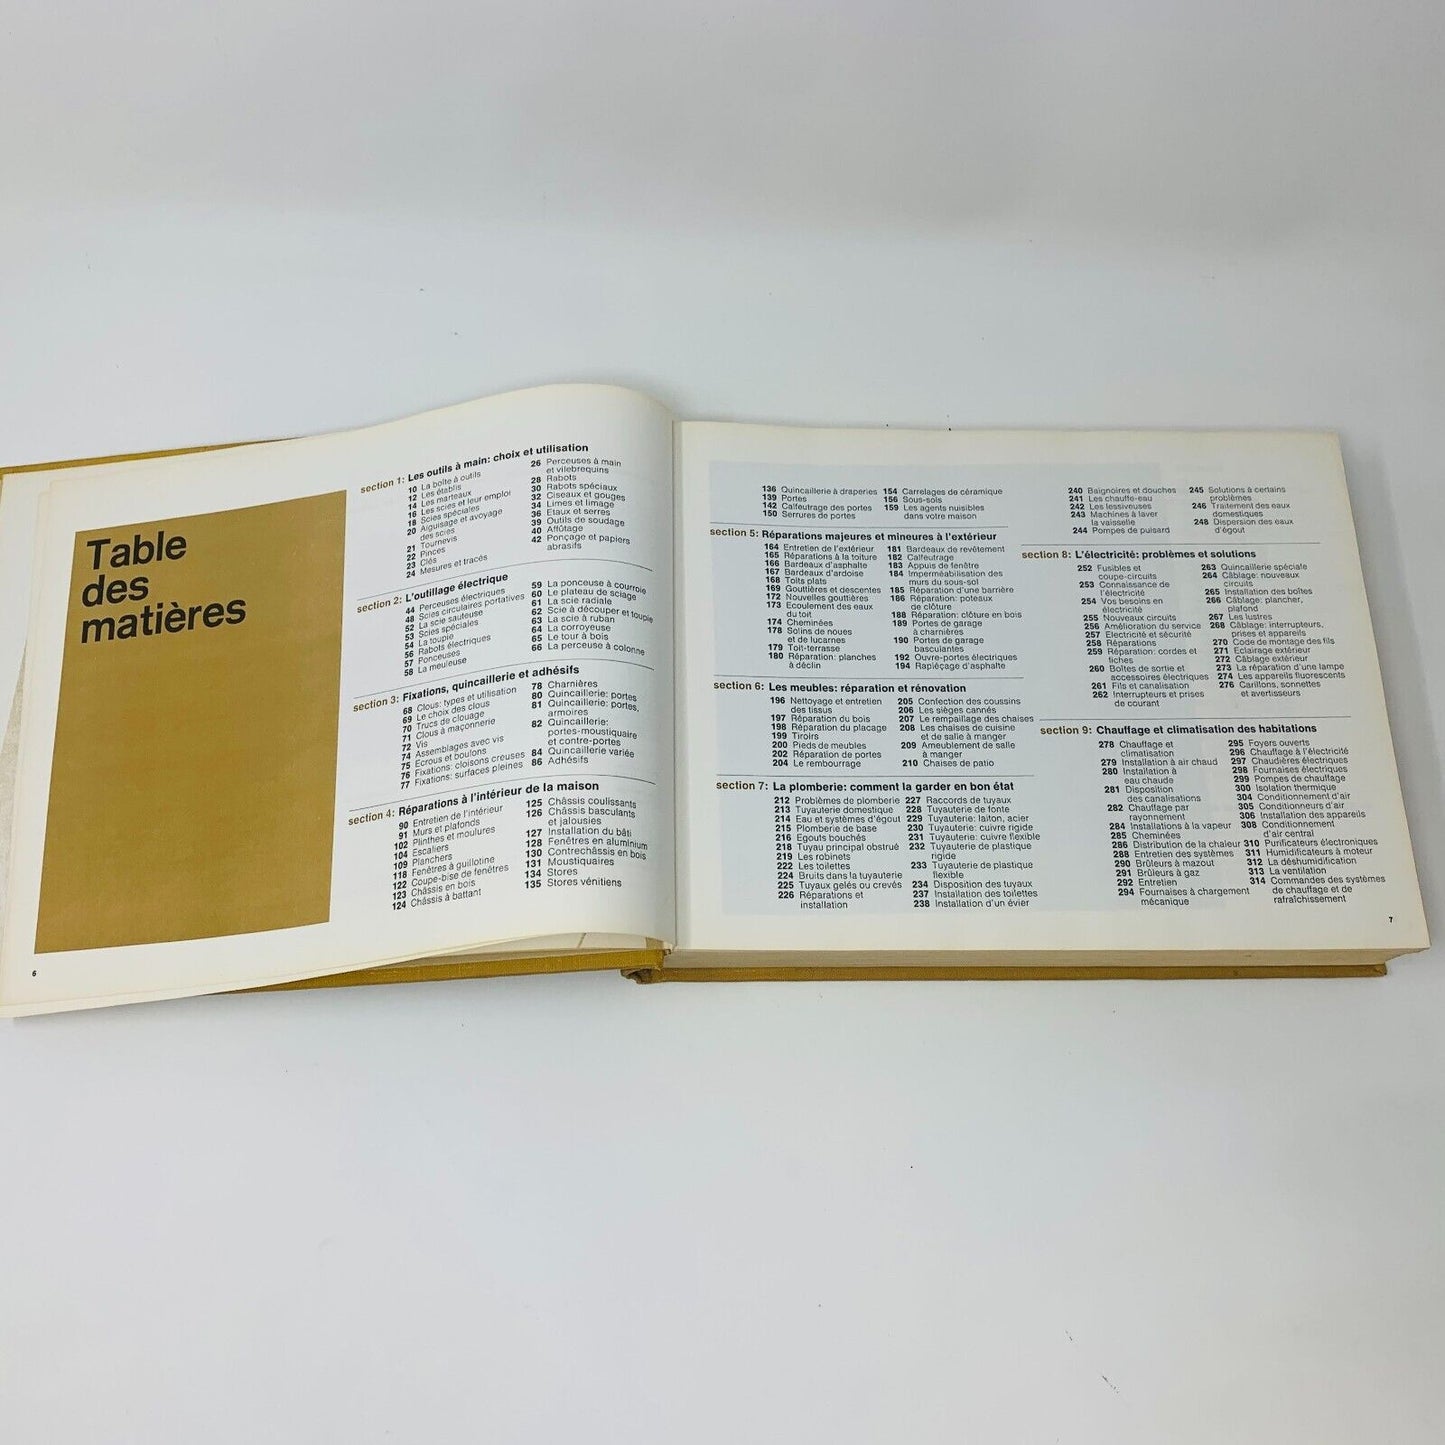 Table
des
matières
6
section 1: Les outils à main: choix et utilisation
10 La boîte à outils
12 Les établis
14 Les marteaux
16 Les scies et leur emploi
18 Scies spéciales
20 Aiguisage et avoyage
des scies
21 Tournevis
22 Pinces
23 Clés
24 Mesures et tracés
26 Perceuses à main
et vilebrequins
28 Rabots
30 Rabots spéciaux
32 Ciseaux et gouges
34 Limes et limage
36 Etaux et serres
39 Outils de soudage
40 Affûtage
42 Ponçage et papiers
abrasifs
section 2: L'outillage électrique
44 Perceuses électriques
48 Scies circulaires portatives
52 La scie sauteuse
53 Scies spéciales
54 La toupie
56 Rabots électriques
57 Ponceuses
58 La meuleuse
59 La ponceuse à courroie
60 Le plateau de sciage
61 La scie radiale
62 Scie à découper et toupie
63 La scie à ruban
64 La corroyeuse
65 Le tour à bois
66 La perceuse à colonne
section 3: Fixations, quincaillerie et adhésifs
68 Clous: types et utilisation
69 Le choix des clous
70 Trucs de clouage
71 Clous à maçonnerie
72 Vis
74 Assemblages avec vis
75 Ecrous et boulons
76 Fixations: cloisons creuses
77 Fixations: surfaces pleines
78 Charnières
80 Quincaillerie: portes
81 Quincaillerie: portes,
armoires
82 Quincaillerie:
portes-moustiquaire
et contre-portes
84 Quincaillerie variée
86 Adhésifs
section 4: Réparations à l'intérieur de la maison
90 Entretien de l'intérieur
91 Murs et plafonds
102 Plinthes et moulures
104 Escaliers
109 Planchers
118 Fenêtres à guillotine
122 Coupe-bise de fenêtres
123 Châssis en bois
124 Châssis à battant
125 Châssis coulissants
126 Châssis basculants
et jalousies
127 Installation du bâti
128 Fenêtres en aluminium
130 Contrechâssis en bois
131 Moustiquaires
134 Stores
135 Stores vénitiens
136 Quincaillerie à draperies
139 Portes
142 Calfeutrage des portes
150 Serrures de portes
154 Carrelages de céramique
156 Sous-sols
159 Les agents nuisibles
dans votre maison
section 5: Réparations majeures et mineures à l'extérieur
164 Entretien de l'extérieur
165 Réparations à la toiture
166 Bardeaux d'asphalte
167 Bardeaux d'ardoise
168 Toits plats
169 Gouttières et descentes
172 Nouvelles gouttières
173 Ecoulement des eaux
du toit
174 Cheminées
178 Solins de noues
et de lucarnes
179 Toit-terrasse
180 Réparation: planches
à déclin
181 Bardeaux de revêtement
182 Calfeutrage
183 Appuis de fenêtre
184 Imperméabilisation des
murs du sous-sol
185 Réparation d'une barrière
186 Réparation: poteaux
de clôture
188 Réparation: clôture en bois
189 Portes de garage
à charnières
190 Portes de garage
basculantes
192 Ouvre-portes électriques
194 Rapiéçage d'asphalte
section 6: Les meubles: réparation et rénovation
196 Nettoyage et entretien
des tissus
197 Réparation du bois
198 Réparation du placage
199 Tiroirs
200 Pieds de meubles
202 Réparation de portes
204 Le rembourrage
205 Confection des coussins
206 Les sièges cannés
207 Le rempaillage des chaises
208 Les chaises de cuisine
et de salle à manger
209 Ameublement de salle
à manger
210 Chaises de patio
section 7: La plomberie: comment la garder en bon état
212 Problèmes de plomberie
213 Tuyauterie domestique
214 Eau et systèmes d'égout
215 Plomberie de base
216 Egouts bouchés
218 Tuyau principal obstrué
219 Les robinets
222 Les toilettes
224 Bruits dans la tuyauterie
225 Tuyaux gelés ou crevés
226 Réparations et
installation
227 Raccords de tuyaux
228 Tuyauterie de fonte
229 Tuyauterie: laiton, acier
230 Tuyauterie: cuivre rigide
231 Tuyauterie: cuivre flexible
232 Tuyauterie de plastique
rigide
233 Tuyauterie de plastique
flexible
234 Disposition des tuyaux
237 Installation des toilettes
238 Installation d'un évier
240 Baignoires et douches
241 Les chauffe-eau
242 Les lessiveuses
243 Machines à laver
la vaisselle
244 Pompes de puisard
245 Solutions à certains
problèmes
246 Traitement des eaux
domestiques
248 Dispersion des eaux
d'égout
section 8: L'électricité: problèmes et solutions
252 Fusibles et
coupe-circuits
253 Connaissance de
l'électricité
254 Vos besoins en
électricité
255 Nouveaux circuits
256 Amélioration du service
257 Electricité et sécurité
258 Réparations
259 Réparation: cordes et
fiches
260 Boîtes de sortie et
accessoires électriques
261 Fils et canalisation
262 Interrupteurs et prises
de courant
263 Quincaillerie spéciale
264 Câblage: nouveaux
circuits
265 Installation des boîtes
266 Câblage: plancher,
plafond
267 Les lustres
268 Câblage: interrupteurs,
prises et appareils
270 Code de montage des fils
271 Eclairage extérieur
272 Câblage extérieur
273 La réparation d'une lampe
274 Les appareils fluorescents
276 Carillons, sonnettes
et avertisseurs
section 9: Chauffage et climatisation des habitations
278 Chauffage et
climatisation
279 Installation à air chaud
280 Installation à
eau chaude
281 Disposition
des canalisations
282 Chauffage par
rayonnement
284 Installations à la vapeur
285 Cheminées
286 Distribution de la chaleur
288 Entretien des systèmes
290 Brûleurs à mazout
291 Brûleurs à gaz
292 Entretien
294 Fournaises à chargement
mécanique
295 Foyers ouverts
296 Chauffage à l'électricité
297 Chaudières électriques
298 Fournaises électriques
299 Pompes de chauffage
300 Isolation thermique
304 Conditionnement d'air
305 Conditionneurs d'air
306 Installation des appareils
308 Conditionnement
d'air central
310 Purificateurs électroniques
311 Humidificateurs à moteur
312 La déshumidification
313 La ventilation
314 Commandes des systèmes
de chauffage et de
rafraîchissement
7